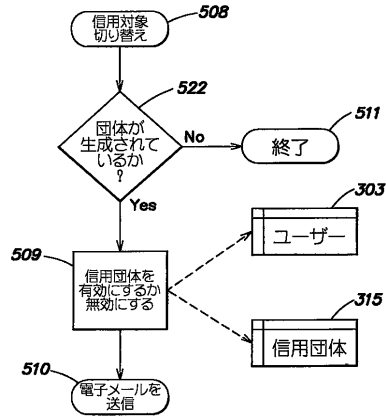 信用対象
切り替え
508
522
団体が
生成されて
いるか
?
No
511
終了
Yes
303
ユーザー
509
信用団体を
有効にするか
無効にする
315
信用団体
510
電子メールを
送信